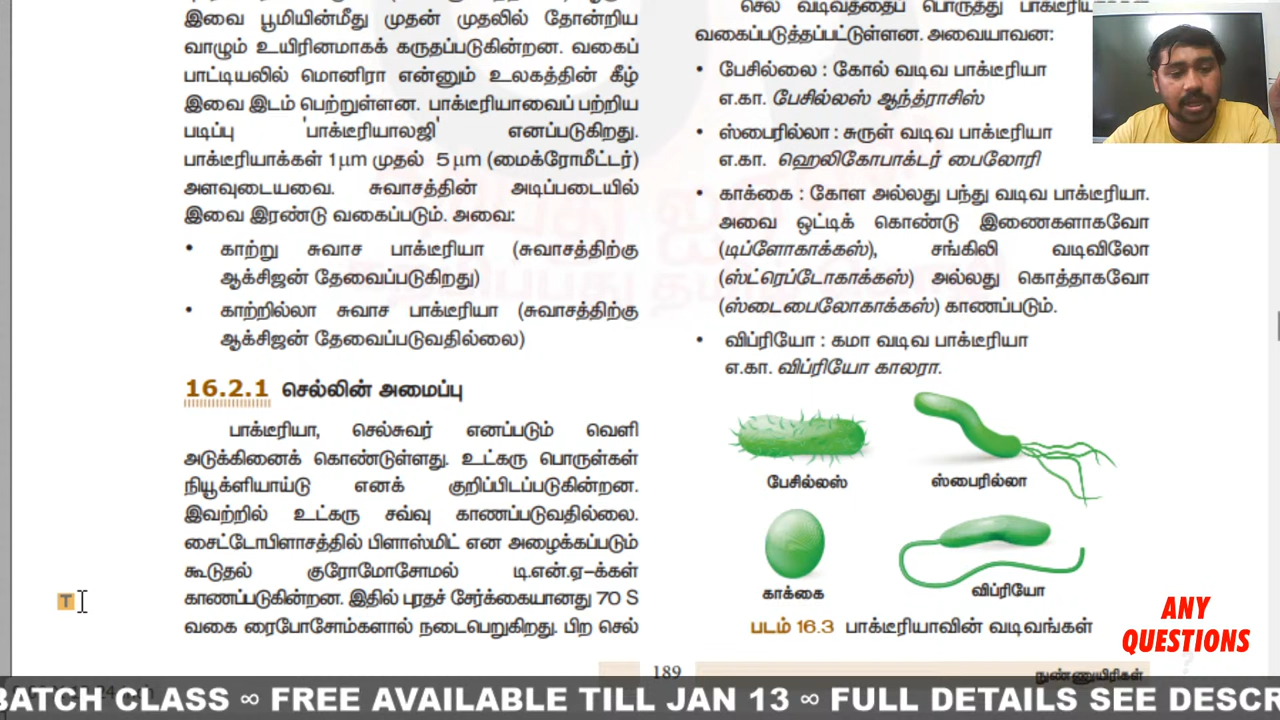 இவை பூமியின்மீது முதன் முதலில் தோன்றிய
வாழும் உயிரினமாகக் கருதப்படுகின்றன. வகைப்
பாட்டியலில் மொனிரா என்னும் உலகத்தின் கீழ்
இவை இடம் பெற்றுள்ளன. பாக்டீரியாவைப் பற்றிய
படிப்பு 'பாக்டீரியாலஜி' எனப்படுகிறது.
பாக்டீரியாக்கள் 1 μm முதல் 5 μm (மைக்ரோமீட்டர்)
அளவுடையவை. சுவாசத்தின் அடிப்படையில்
இவை இரண்டு வகைப்படும். அவை:
• காற்று சுவாச பாக்டீரியா (சுவாசத்திற்கு
ஆக்சிஜன் தேவைப்படுகிறது)
• காற்றில்லா சுவாச பாக்டீரியா (சுவாசத்திற்கு
ஆக்சிஜன் தேவைப்படுவதில்லை)
16.2.1 செல்லின் அமைப்பு
பாக்டீரியா, செல்சுவர் எனப்படும் வெளி
அடுக்கினைக் கொண்டுள்ளது. உட்கரு பொருள்கள்
நியூக்ளியாய்டு எனக் குறிப்பிடப்படுகின்றன.
இவற்றில் உட்கரு சவ்வு காணப்படுவதில்லை.
சைட்டோபிளாசத்தில் பிளாஸ்மிட் என அழைக்கப்படும்
கூடுதல் குரோமோசோமல் டி.என்.ஏ-க்கள்
காணப்படுகின்றன. இதில் புரதச் சேர்க்கையானது 70 S
வகை ரைபோசோம்களால் நடைபெறுகிறது. பிற செல்
செல் வடிவத்தைப் பொருத்து
வகைப்படுத்தப்பட்டுள்ளன. அவையாவன:
• பேசில்லை : கோல் வடிவ பாக்டீரியா
எ.கா. பேசில்லஸ் ஆந்த்ராசிஸ்
• ஸ்பைரில்லா : சுருள் வடிவ பாக்டீரியா
எ.கா. ஹெலிகோபாக்டர் பைலோரி
• காக்கை : கோள அல்லது பந்து வடிவ பாக்டீரியா.
அவை ஒட்டிக் கொண்டு இணைகளாகவோ
(டிப்ளோகாக்கஸ்), சங்கிலி வடிவிலோ
(ஸ்ட்ரெப்டோகாக்கஸ்) அல்லது கொத்தாகவோ
(ஸ்டைபைலோகாக்கஸ்) காணப்படும்.
• விப்ரியோ : கமா வடிவ பாக்டீரியா
எ.கா. விப்ரியோ காலரா.
பேசில்லஸ்
ஸ்பைரில்லா
காக்கை
விப்ரியோ
படம் 16.3 பாக்டீரியாவின் வடிவங்கள்
189
நுண்ணுயிரிகள்
T
ANY
QUESTIONS
BATCH CLASS ∞ FREE AVAILABLE TILL JAN 13 ∞ FULL DETAILS SEE DESCR